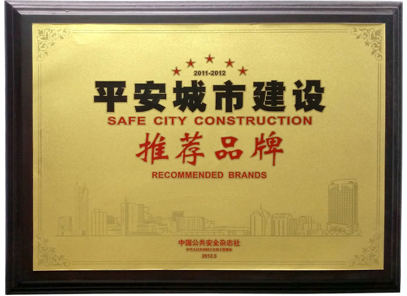 2011-2012
平安城市建设
SAFE CITY CONSTRUCTION
推荐品牌
RECOMMENDED BRANDS
中国公共安全杂志社
2012.5